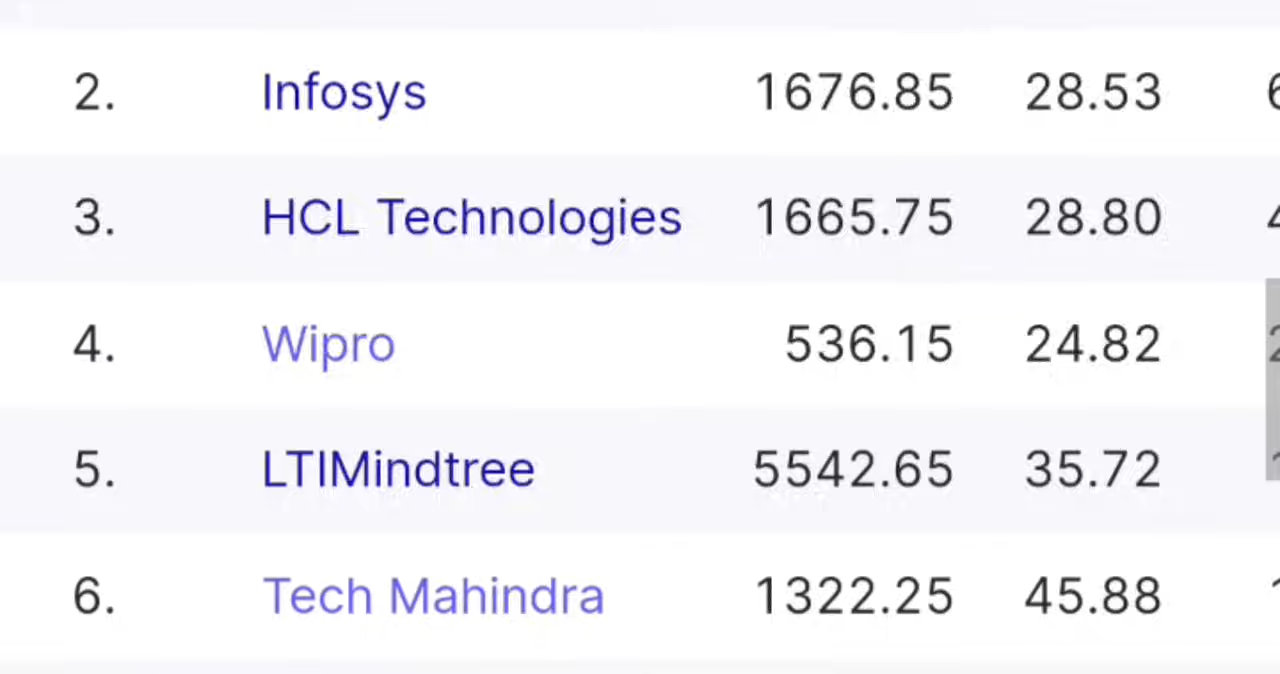 2. Infosys 1676.85 28.53
3. HCL Technologies 1665.75 28.80
4. Wipro 536.15 24.82
5. LTIMindtree 5542.65 35.72
6. Tech Mahindra 1322.25 45.88